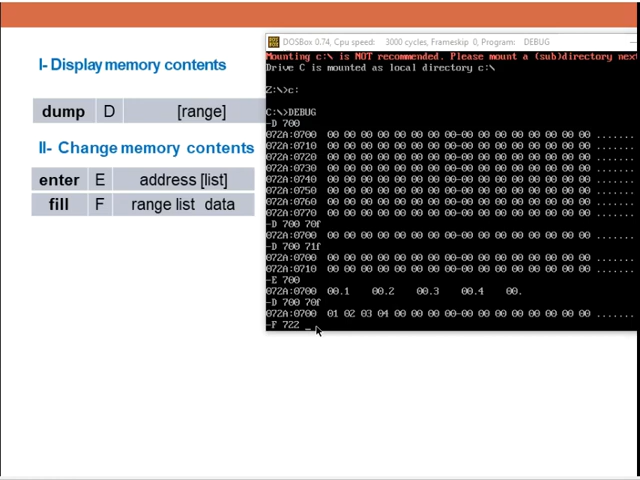 I- Display memory contents
dump D [range]
II- Change memory contents
enter E address [list]
fill F range list data
DOSBox 0.74, Cpu speed: 3000 cycles, Frameskip 0, Program: DEBUG
Mounting c:\ is NOT recommended. Please mount a (sub)directory next
Drive C is mounted as local directory c:\
Z:\>c:
C:\>DEBUG
-D 700
072A:0700 00 00 00 00 00 00 00 00-00 00 00 00 00 00 00 00 .......
072A:0710 00 00 00 00 00 00 00 00-00 00 00 00 00 00 00 00 .......
072A:0720 00 00 00 00 00 00 00 00-00 00 00 00 00 00 00 00 .......
072A:0730 00 00 00 00 00 00 00 00-00 00 00 00 00 00 00 00 .......
072A:0740 00 00 00 00 00 00 00 00-00 00 00 00 00 00 00 00 .......
072A:0750 00 00 00 00 00 00 00 00-00 00 00 00 00 00 00 00 .......
072A:0760 00 00 00 00 00 00 00 00-00 00 00 00 00 00 00 00 .......
072A:0770 00 00 00 00 00 00 00 00-00 00 00 00 00 00 00 00 .......
-D 700 70f
072A:0700 00 00 00 00 00 00 00 00-00 00 00 00 00 00 00 00 .......
-D 700 71f
072A:0700 00 00 00 00 00 00 00 00-00 00 00 00 00 00 00 00 .......
072A:0710 00 00 00 00 00 00 00 00-00 00 00 00 00 00 00 00 .......
-E 700
072A:0700 00.1 00.2 00.3 00.4 00.
-D 700 70f
072A:0700 01 02 03 04 00 00 00 00-00 00 00 00 00 00 00 00 .......
-F 722 _